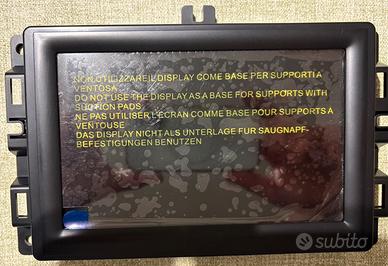 NON UTILIZZARE IL DISPLAY COME BASE PER SUPPORTI A
VENTOSA
DO NOT USE THE DISPLAY AS A BASE FOR SUPPORTS WITH
SUCTION PADS
NE PAS UTILISER L'ECRAN COMME BASE POUR SUPPORTS A
VENTOUSE
DAS DISPLAY NICHT ALS UNTERLAGE FUR SAUGNAPF-
BEFESTIGUNGEN BENUTZEN
subito